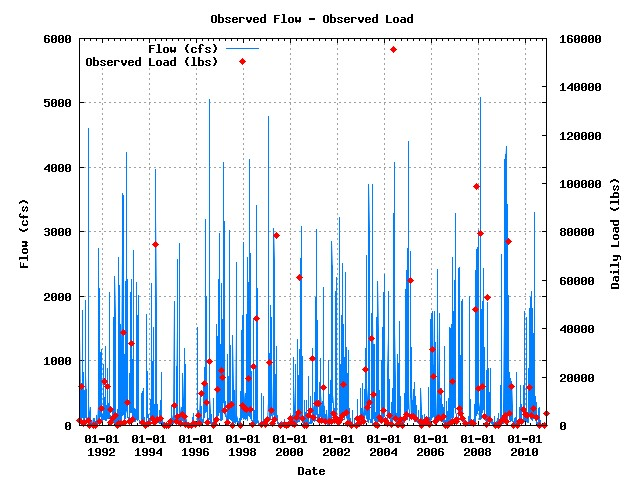 Observed Flow - Observed Load
Flow (cfs)
Observed Load (lbs)
6000
5000
4000
3000
2000
1000
0
Flow (cfs)
160000
140000
120000
100000
80000
60000
40000
20000
0
Daily Load (lbs)
01-01 01-01 01-01 01-01 01-01 01-01 01-01 01-01 01-01 01-01
1992 1994 1996 1998 2000 2002 2004 2006 2008 2010
Date